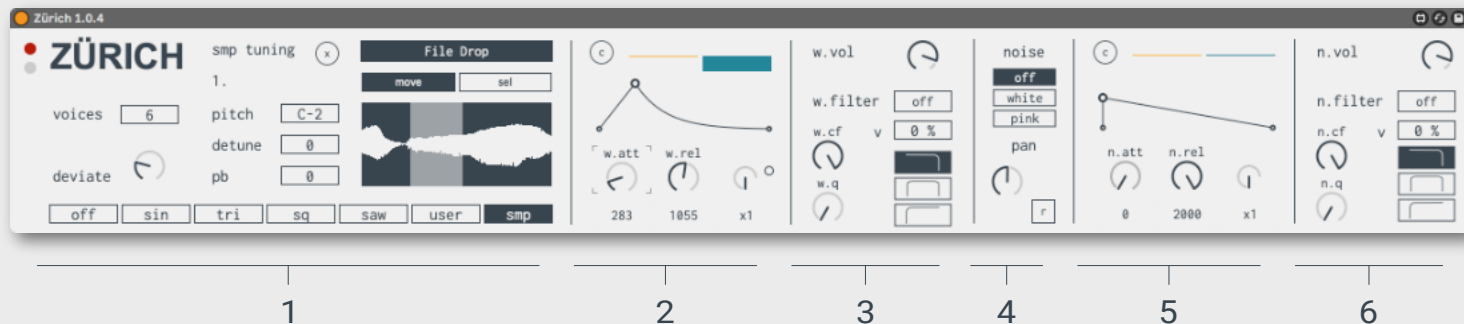 Zürich 1.0.4
ZÜRICH
smp tuning
x
1.
File Drop
move
sel
voices
6
pitch
C-2
detune
0
deviate
pb
0
off
sin
tri
sq
saw
user
smp
c
w.att
w.rel
283
1055
x1
w.vol
w.filter
off
w.cf
v
0 %
w.q
noise
off
white
pink
pan
r
c
n.att
n.rel
0
2000
x1
n.vol
n.filter
off
n.cf
v
0 %
n.q
1
2
3
4
5
6